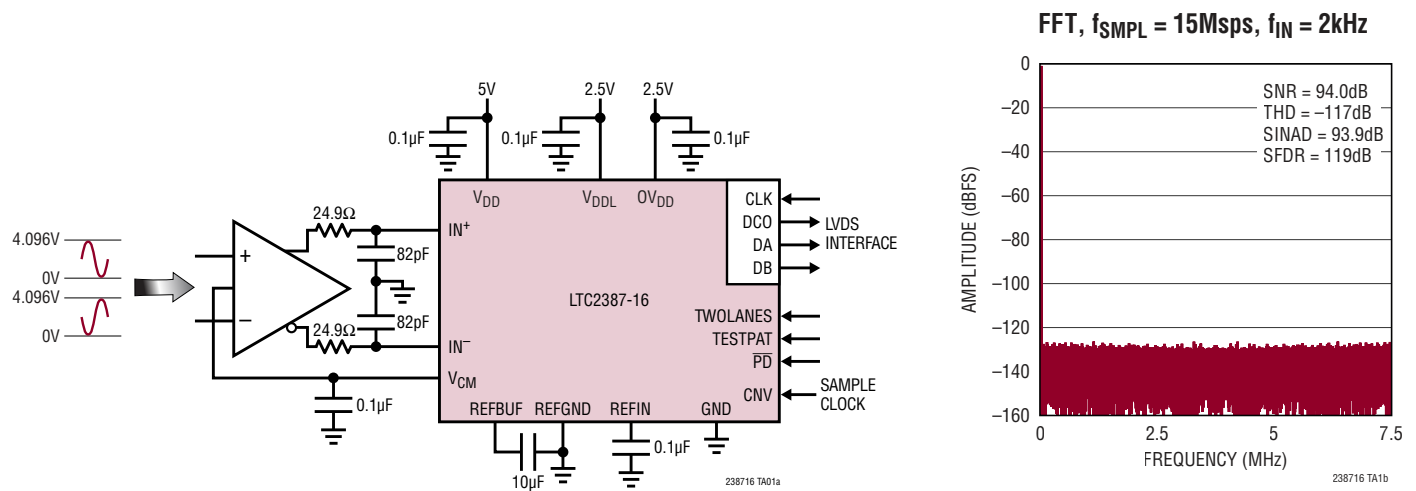 5V
2.5V
2.5V
0.1µF
0.1µF
0.1µF
VDD
VDDL
OVDD
24.9Ω
IN+
82pF
4.096V
0V
4.096V
0V
+
−
82pF
24.9Ω
IN−
VCM
0.1µF
LTC2387-16
CLK
DCO
DA
DB
LVDS
INTERFACE
TWOLANES
TESTPAT
PD
CNV
SAMPLE
CLOCK
REFBUF
REFGND
REFIN
GND
10µF
0.1µF
238716 TA01a
FFT, fSMPL = 15Msps, fIN = 2kHz
SNR = 94.0dB
THD = –117dB
SINAD = 93.9dB
SFDR = 119dB
AMPLITUDE (dBFS)
0
–20
–40
–60
–80
–100
–120
–140
–160
0
2.5
5
7.5
FREQUENCY (MHz)
238716 TA1b